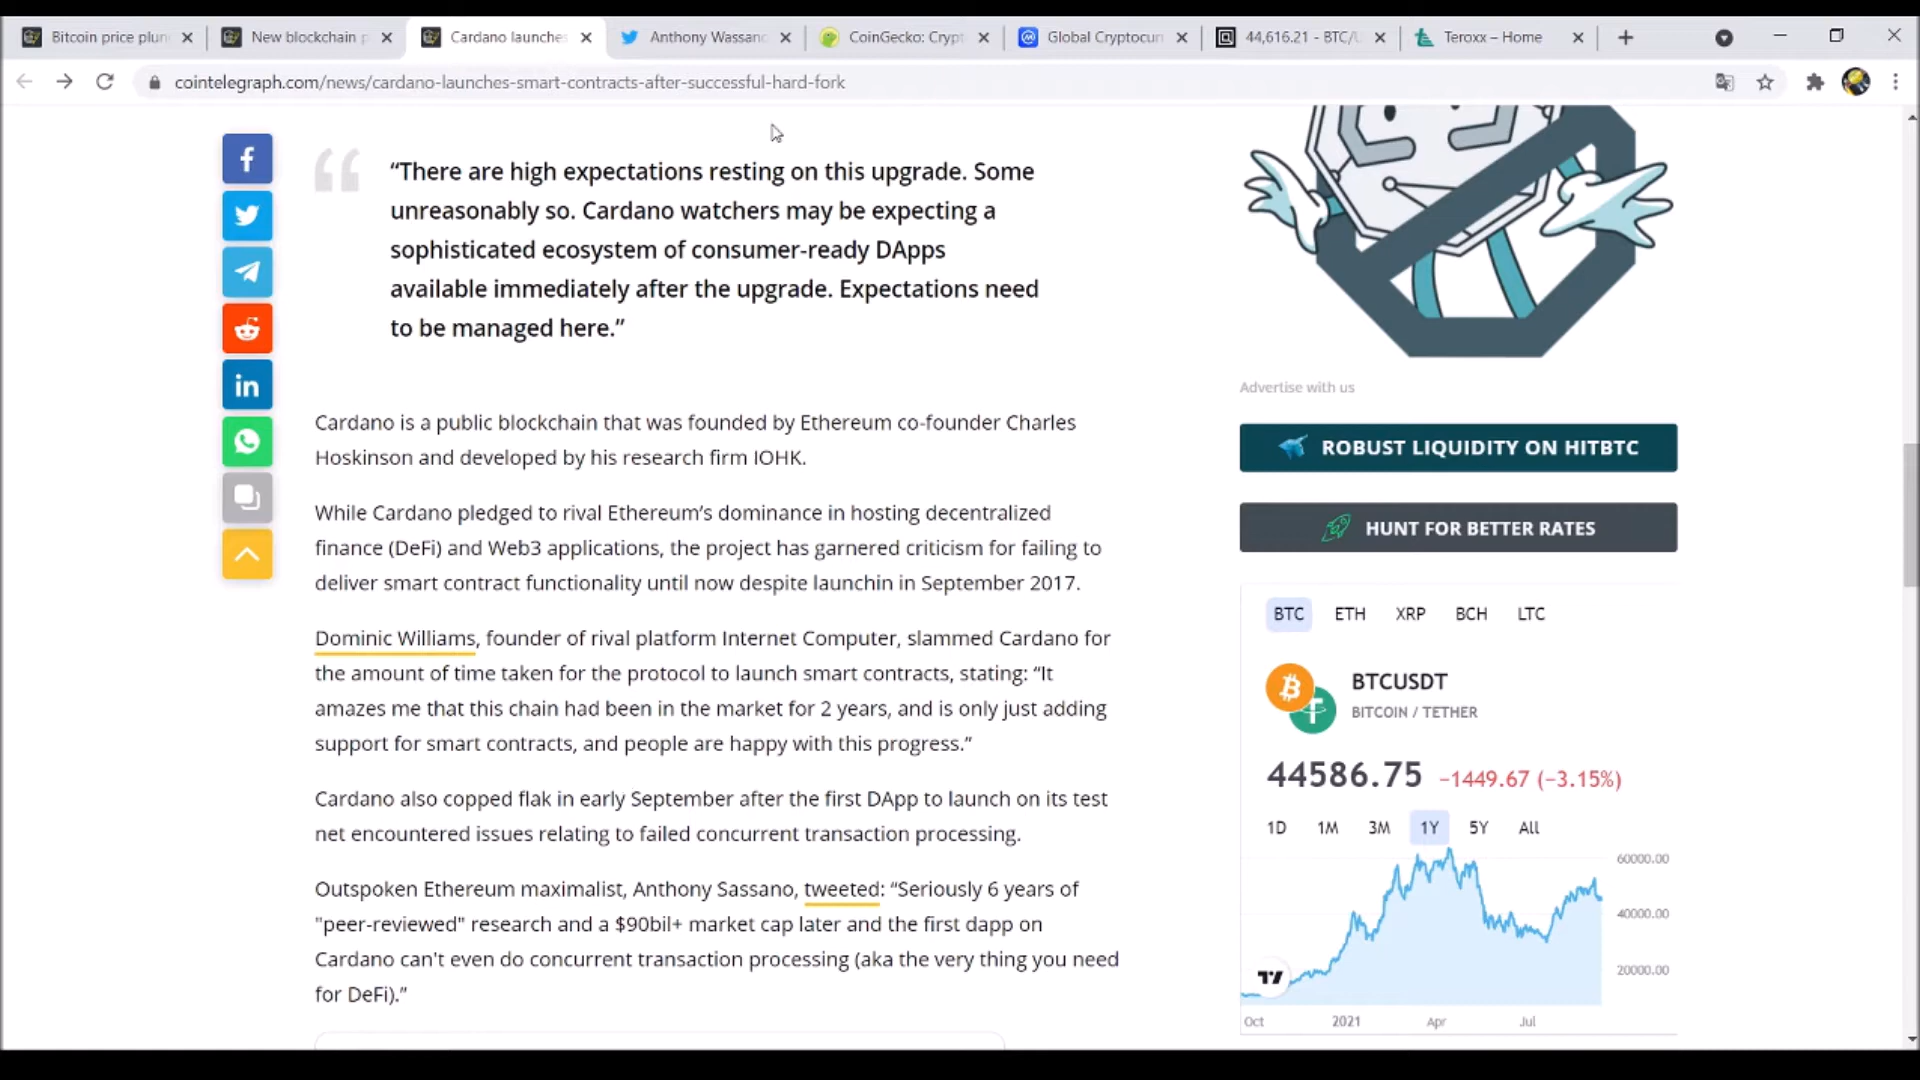 Bitcoin price plun
New blockchain p
Cardano launches
Anthony Wassano
CoinGecko: Crypt
Global Cryptocurr
44,616.21 - BTC/U
Teroxx – Home
cointelegraph.com/news/cardano-launches-smart-contracts-after-successful-hard-fork
“There are high expectations resting on this upgrade. Some
unreasonably so. Cardano watchers may be expecting a
sophisticated ecosystem of consumer-ready DApps
available immediately after the upgrade. Expectations need
to be managed here.”
Cardano is a public blockchain that was founded by Ethereum co-founder Charles
Hoskinson and developed by his research firm IOHK.
While Cardano pledged to rival Ethereum’s dominance in hosting decentralized
finance (DeFi) and Web3 applications, the project has garnered criticism for failing to
deliver smart contract functionality until now despite launchin in September 2017.
Dominic Williams, founder of rival platform Internet Computer, slammed Cardano for
the amount of time taken for the protocol to launch smart contracts, stating: “It
amazes me that this chain had been in the market for 2 years, and is only just adding
support for smart contracts, and people are happy with this progress.”
Cardano also copped flak in early September after the first DApp to launch on its test
net encountered issues relating to failed concurrent transaction processing.
Outspoken Ethereum maximalist, Anthony Sassano, tweeted: “Seriously 6 years of
"peer-reviewed" research and a $90bil+ market cap later and the first dapp on
Cardano can't even do concurrent transaction processing (aka the very thing you need
for DeFi).”
Advertise with us
ROBUST LIQUIDITY ON HITBTC
HUNT FOR BETTER RATES
BTC ETH XRP BCH LTC
BTCUSDT
BITCOIN / TETHER
44586.75 −1449.67 (−3.15%)
1D 1M 3M 1Y 5Y All
60000.00
40000.00
20000.00
Oct 2021 Apr Jul